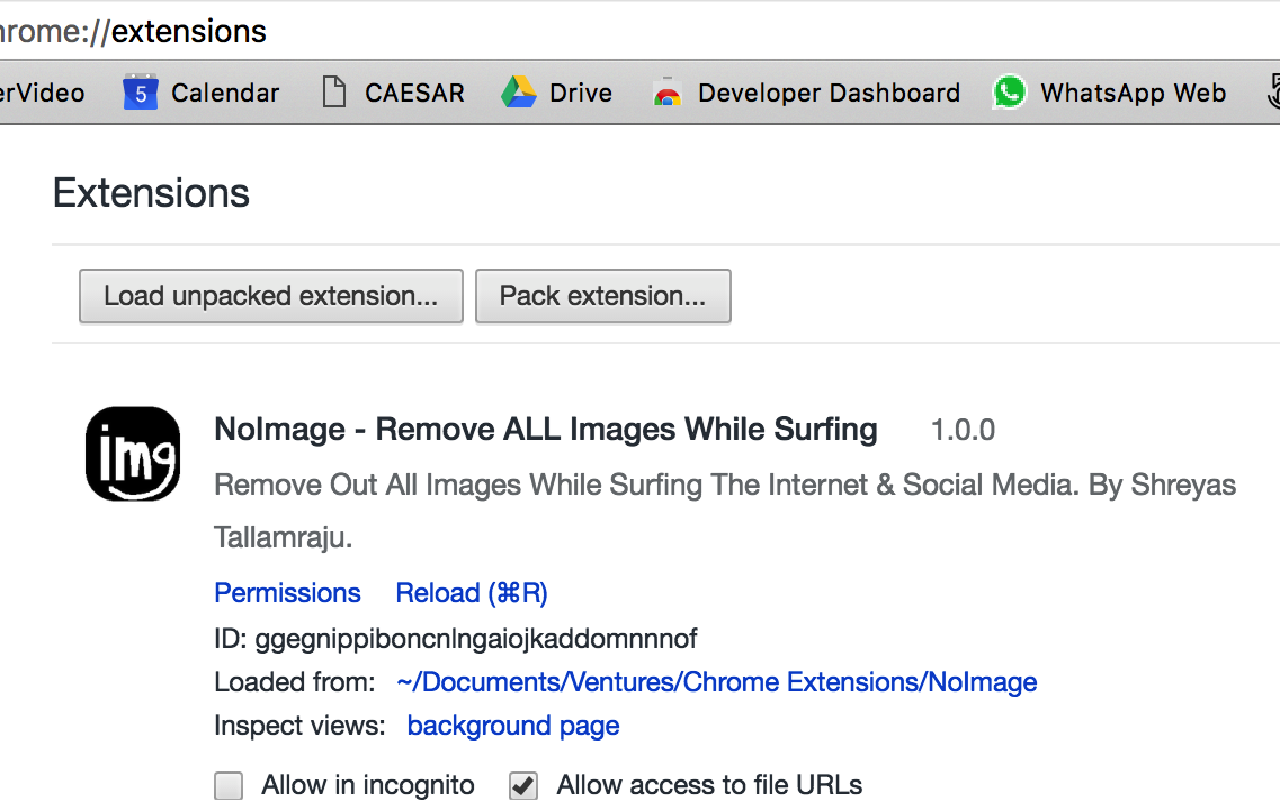 hrome://extensions
erVideo 5 Calendar CAESAR Drive Developer Dashboard WhatsApp Web
Extensions
Load unpacked extension... Pack extension...
img NoImage - Remove ALL Images While Surfing 1.0.0
Remove Out All Images While Surfing The Internet & Social Media. By Shreyas
Tallamraju.
Permissions Reload (⌘R)
ID: ggegnippiboncnlngaiojkaddomnnnof
Loaded from: ~/Documents/Ventures/Chrome Extensions/NoImage
Inspect views: background page
Allow in incognito Allow access to file URLs